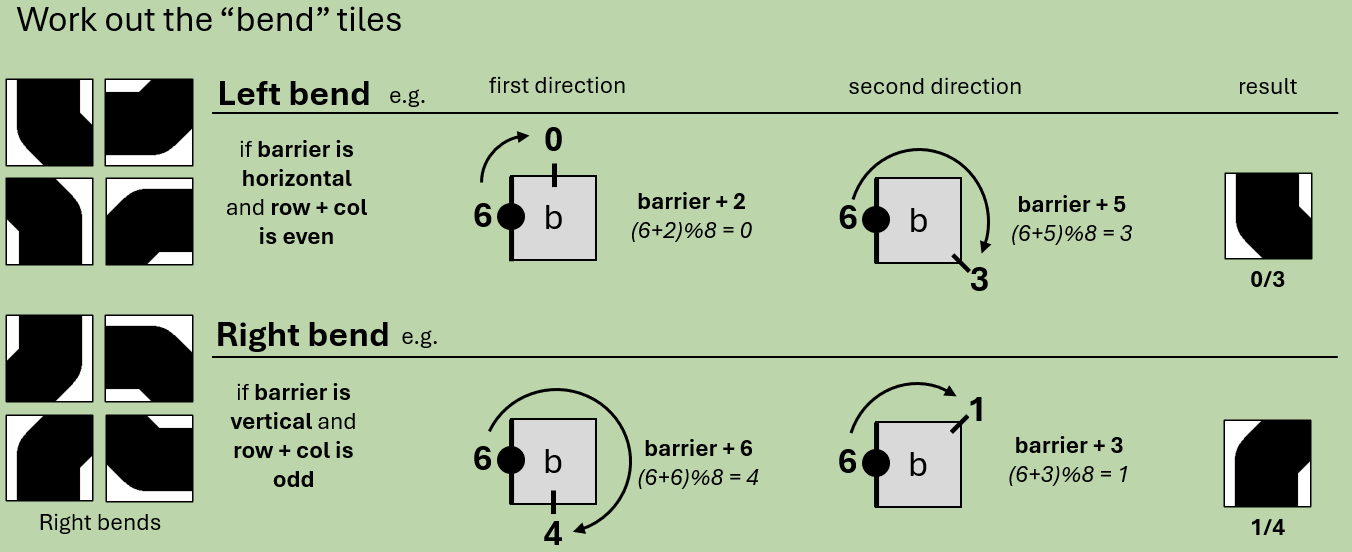 Work out the “bend” tiles
Left bend e.g.
first direction
second direction
result
if barrier is
horizontal
and row + col
is even
0
6
b
barrier + 2
(6+2)%8 = 0
6
b
3
barrier + 5
(6+5)%8 = 3
0/3
Right bend e.g.
if barrier is
vertical and
row + col is
odd
6
b
4
barrier + 6
(6+6)%8 = 4
1
6
b
barrier + 3
(6+3)%8 = 1
1/4
Right bends